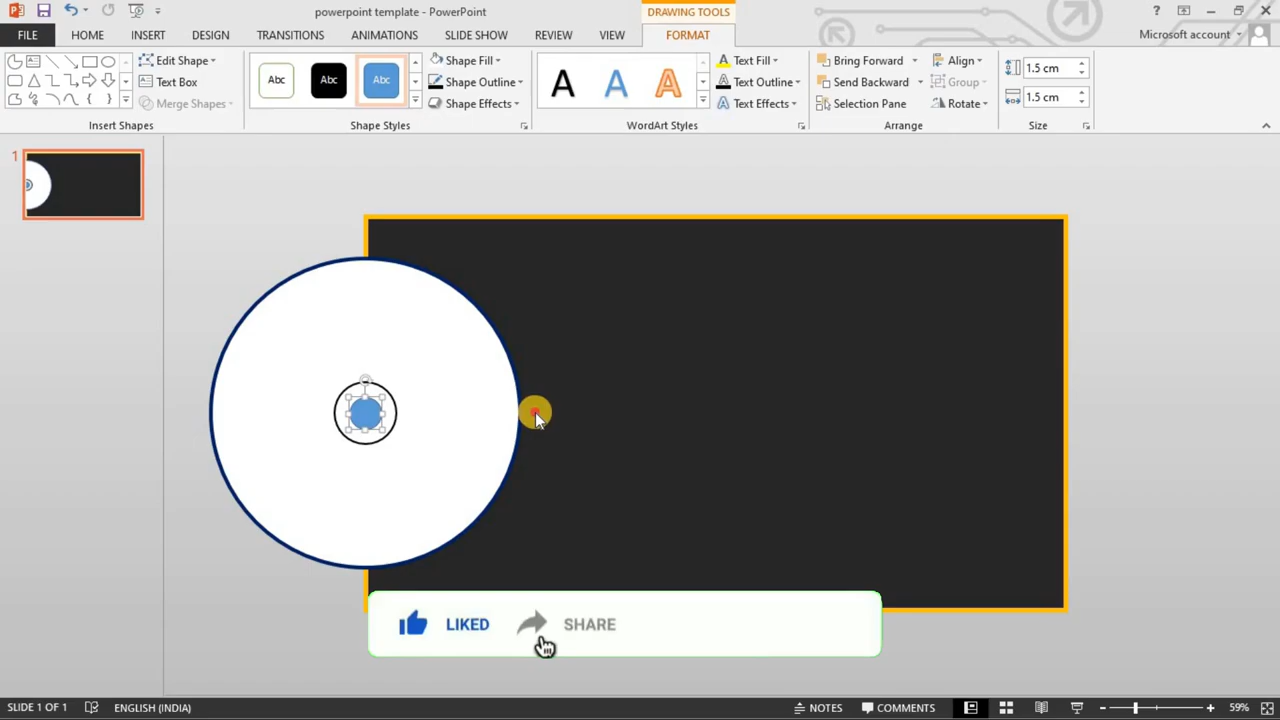 powerpoint template - PowerPoint
DRAWING TOOLS
FILE HOME INSERT DESIGN TRANSITIONS ANIMATIONS SLIDE SHOW REVIEW VIEW FORMAT
Microsoft account
Edit Shape
Text Box
Merge Shapes
Insert Shapes
Abc Abc Abc
Shape Fill
Shape Outline
Shape Effects
Shape Styles
A A A
Text Fill
Text Outline
Text Effects
WordArt Styles
Bring Forward
Send Backward
Selection Pane
Align
Group
Rotate
Arrange
1.5 cm
1.5 cm
Size
1
LIKED SHARE
SLIDE 1 OF 1 ENGLISH (INDIA) NOTES COMMENTS 59%